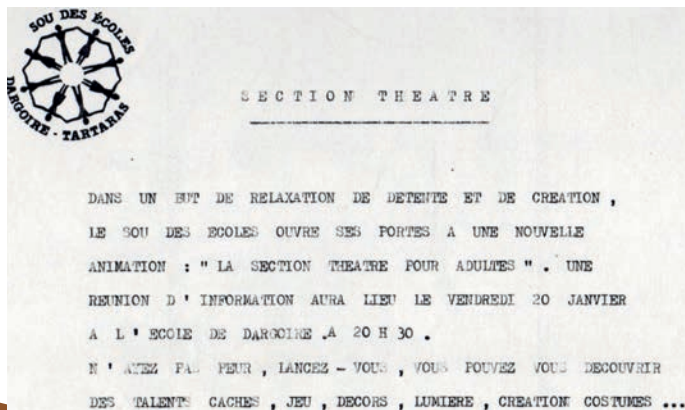 SOU DES ÉCOLES
DARGOIRE - TARTARAS
SECTION THEATRE
DANS UN BUT DE RELAXATION DE DETENTE ET DE CREATION ,
LE SOU DES ECOLES OUVRE SES PORTES A UNE NOUVELLE
ANIMATION : " LA SECTION THEATRE POUR ADULTES " . UNE
REUNION D ' INFORMATION AURA LIEU LE VENDREDI 20 JANVIER
A L ' ECOLE DE DARGOIRE .A 20 H 30 .
N ' AYEZ PAS PEUR , LANCEZ - VOUS , VOUS POUVEZ VOUS DECOUVRIR
DES TALENTS CACHES , JEU , DECORS , LUMIERE , CREATION COSTUMES ...